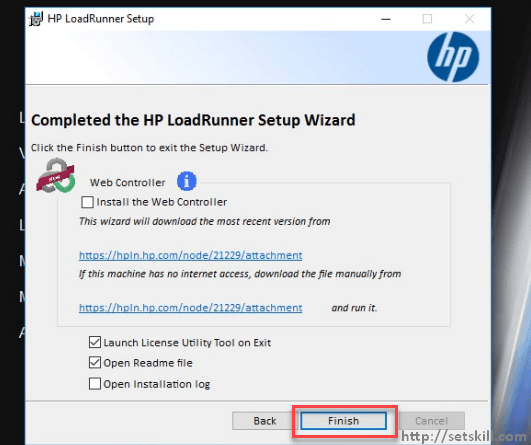 HP LoadRunner Setup
hp
Completed the HP LoadRunner Setup Wizard
Click the Finish button to exit the Setup Wizard.
New!
Web Controller i
Install the Web Controller
This wizard will download the most recent version from
https://hpln.hp.com/node/21229/attachment
If this machine has no internet access, download the file manually from
https://hpln.hp.com/node/21229/attachment and run it.
Launch License Utility Tool on Exit
Open Readme file
Open Installation log
Back Finish Cancel
http://setskill.com